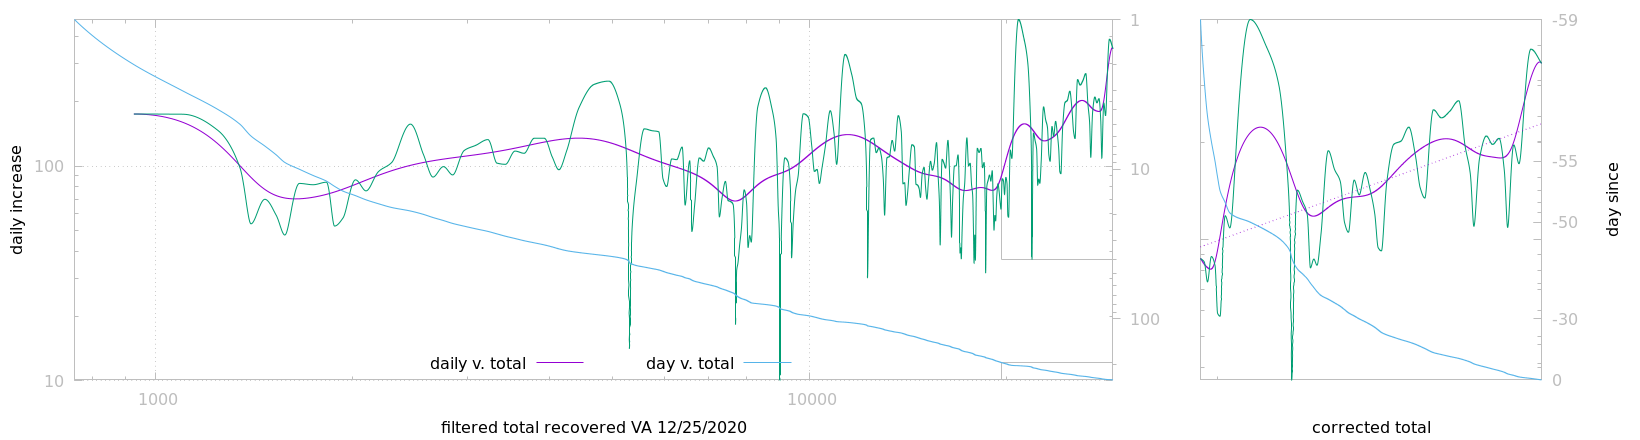 1
-59
100
10
-55
-50
daily increase
day since
100
-30
daily v. total
day v. total
10
0
1000
10000
filtered total recovered VA 12/25/2020
corrected total